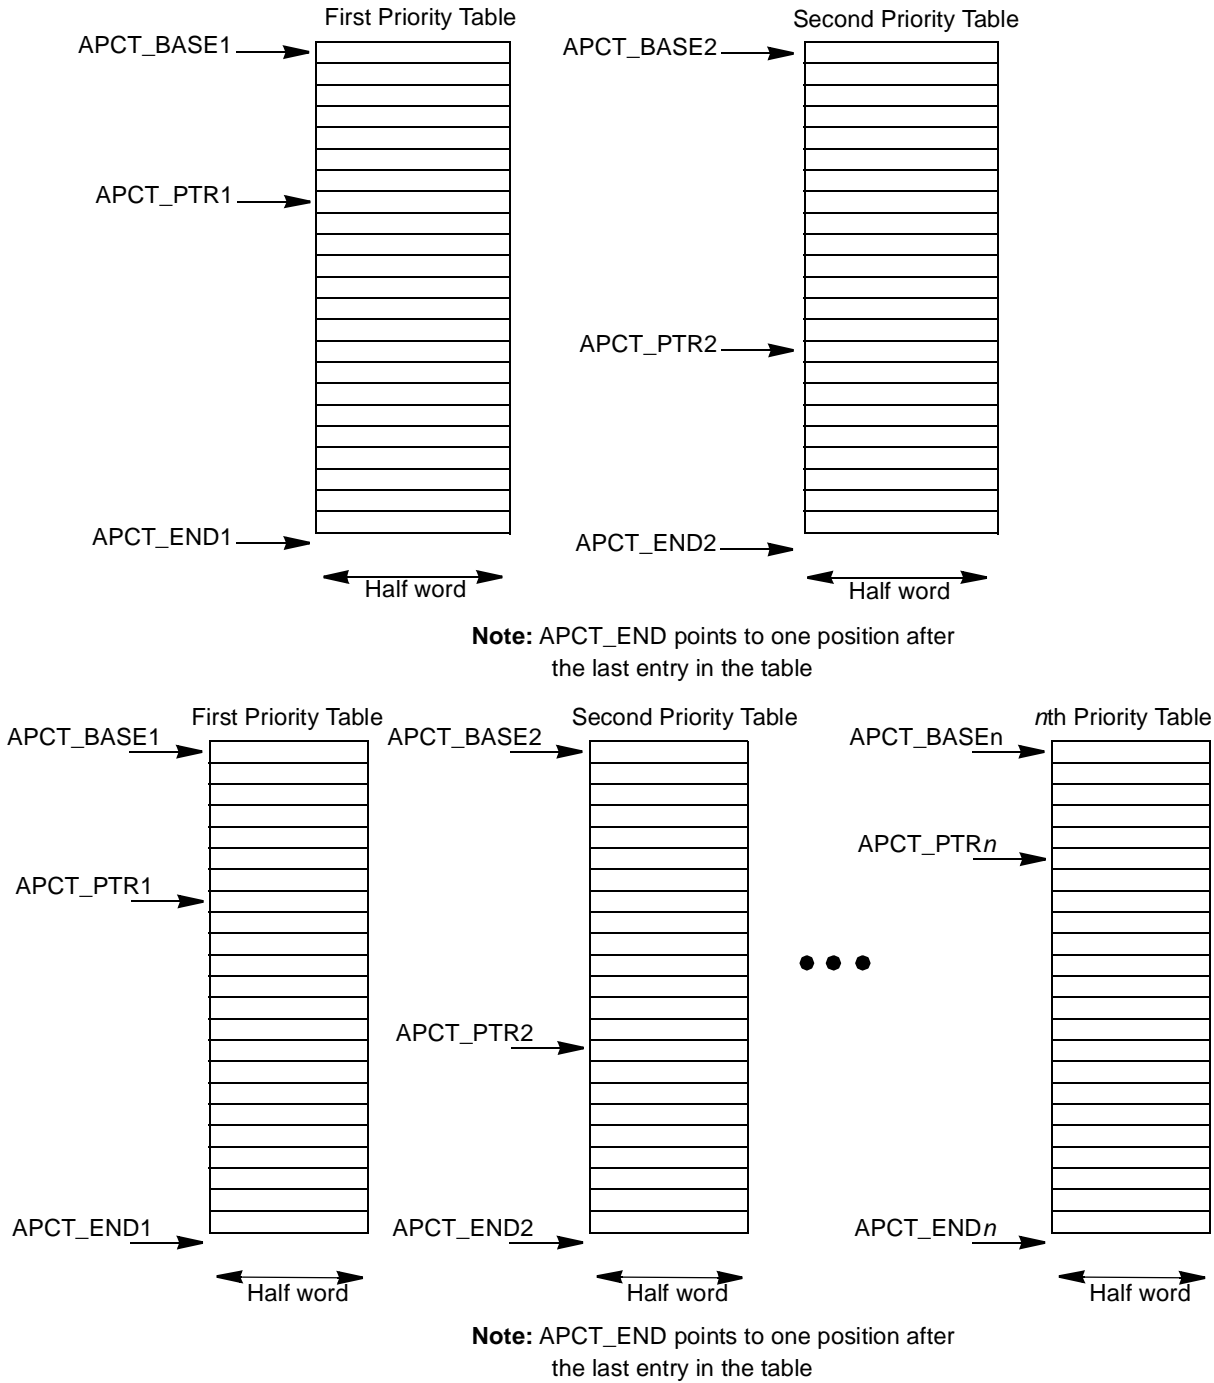 First Priority Table
Second Priority Table
APCT_BASE1
APCT_BASE2
APCT_PTR1
APCT_PTR2
APCT_END1
APCT_END2
Half word
Half word
Note: APCT_END points to one position after
the last entry in the table
First Priority Table
Second Priority Table
nth Priority Table
APCT_BASE1
APCT_BASE2
APCT_BASEn
APCT_PTRn
APCT_PTR1
APCT_PTR2
APCT_END1
APCT_END2
APCT_ENDn
Half word
Half word
Half word
Note: APCT_END points to one position after
the last entry in the table